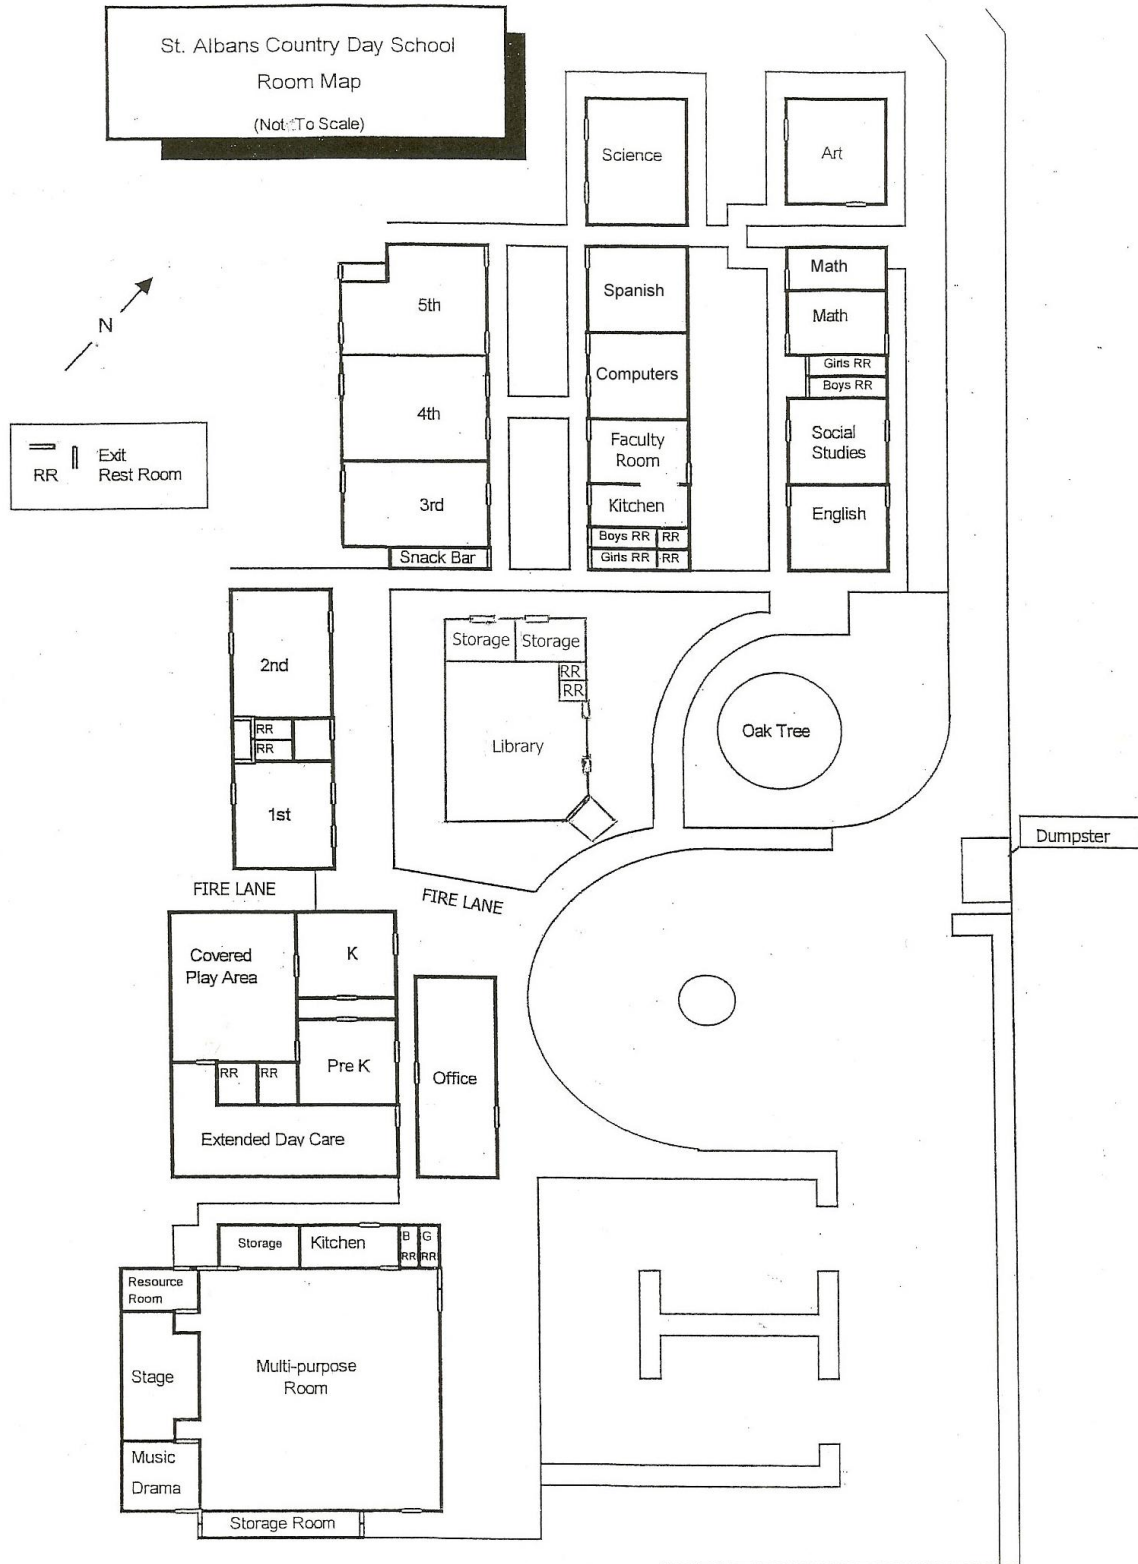 St. Albans Country Day School
Room Map
(Not To Scale)
N
Exit
RR Rest Room
Science
Art
5th
4th
3rd
Snack Bar
Spanish
Computers
Faculty
Room
Kitchen
Boys RR RR
Girls RR RR
Math
Math
Girls RR
Boys RR
Social
Studies
English
2nd
RR
RR
1st
Storage Storage
RR
RR
Library
Oak Tree
Dumpster
FIRE LANE
FIRE LANE
Covered
Play Area
K
Pre K
RR RR
Extended Day Care
Office
Storage
Kitchen
B G
RR RR
Resource
Room
Stage
Multi-purpose
Room
Music
Drama
Storage Room